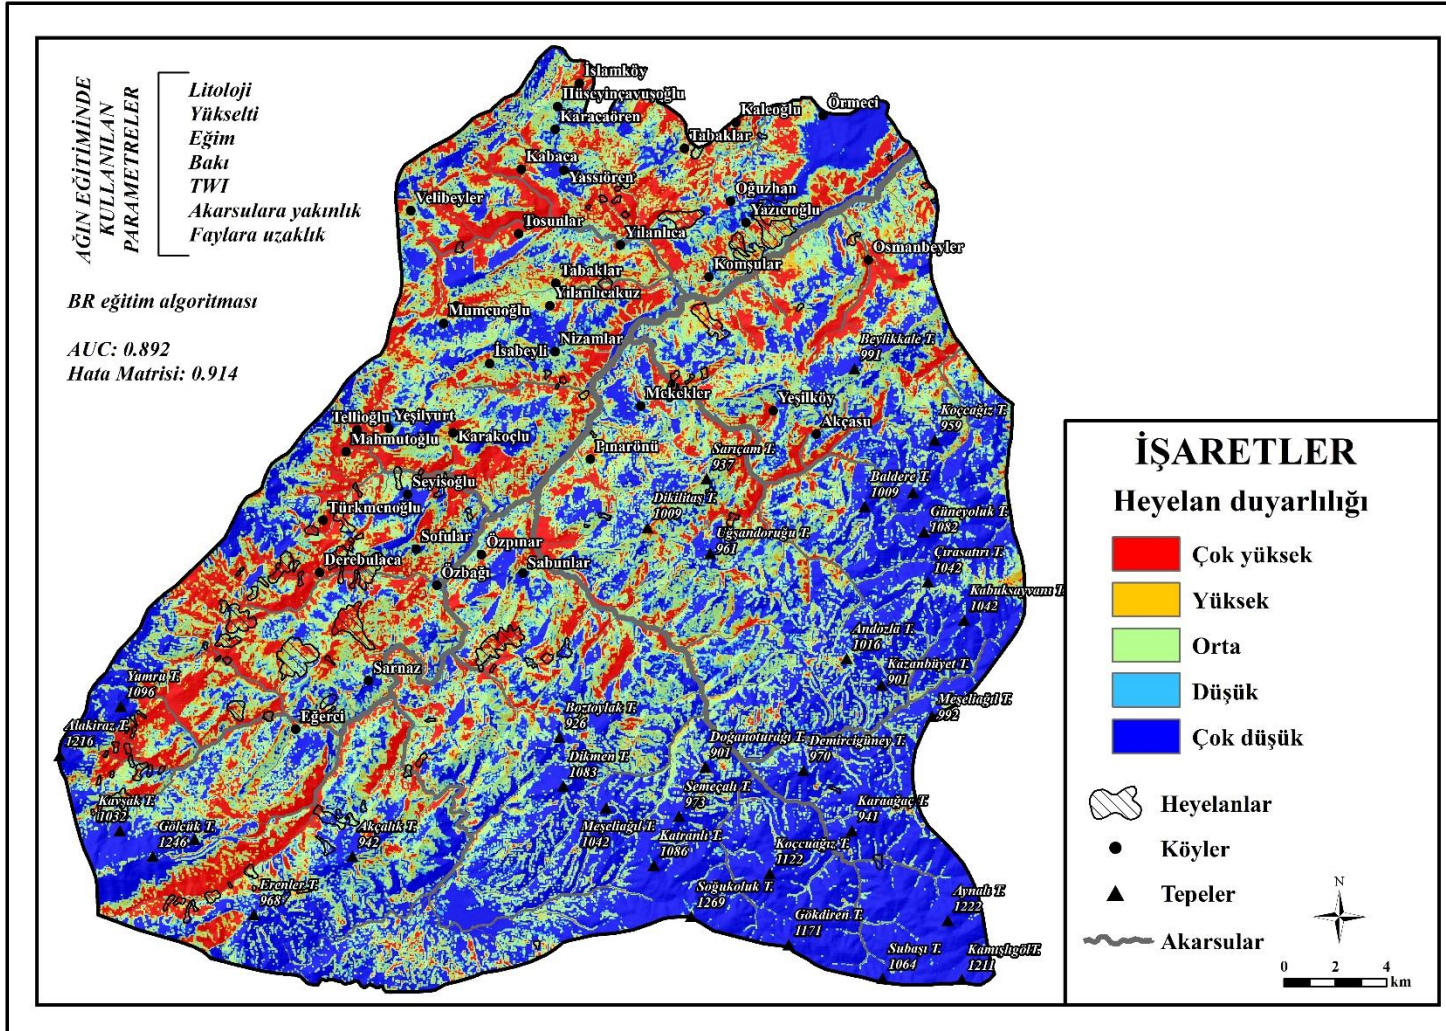 AĞIN EĞİTİMİNDE
KULLANILAN
PARAMETRELER
Litoloji
Yükselti
Eğim
Bakı
TWI
Akarsulara yakınlık
Faylara uzaklık
BR eğitim algoritması
AUC: 0.892
Hata Matrisi: 0.914
İslamköy
Hüseyinçavuşoğlu
Karacaören
Kaleoğlu
Örmeci
Tabaklar
Kabaca
Yassıören
Oğuzhan
Velibeyler
Yazıcıoğlu
Tosunlar
Yılanlıca
Osmanbeyler
Komşular
Tabaklar
Yılanlıcakuz
Mumcuoğlu
Nizamlar
İsabeyli
Beylikkale T.
991
Mekekler
Yeşilköy
Koçcağız T.
959
Tellioğlu
Yeşilyurt
Mahmutoğlu
Karakoçlu
Akçasu
Pınarönü
Sarıçam T.
937
Seyisoğlu
Baldere T.
1009
Dikilitaş T.
1009
Türkmenoğlu
Güneyoluk T.
1082
Uğşandoruğu T.
961
Sofular
Özpınar
Çırasatırı T.
1042
Derebulaca
Özbağı
Sabunlar
Kabuksayvanı T.
1042
Andözlü T.
1016
Kazanbüyet T.
901
Sarnaz
Yamru T.
1096
Meşeliağıl T.
992
Eğerci
Boztoylak T.
926
Alakiraz T.
1216
Doğanoturağı T.
901
Demircigüney T.
970
Dikmen T.
1083
Semeçalı T.
973
Kavşak T.
1032
Karaağaç T.
941
Gölcük T.
1246
Akçalık T.
942
Meşeliağıl T.
1042
Katranlı T.
1086
Koçcuağız T.
1122
Erenler T.
968
Soğukoluk T.
1269
Aynalı T.
1222
Gökdiren T.
1171
Subaşı T.
1064
Kamışlıgöl T.
1211
İŞARETLER
Heyelan duyarlılığı
Çok yüksek
Yüksek
Orta
Düşük
Çok düşük
Heyelanlar
Köyler
Tepeler
Akarsular
N
0 2 4
km